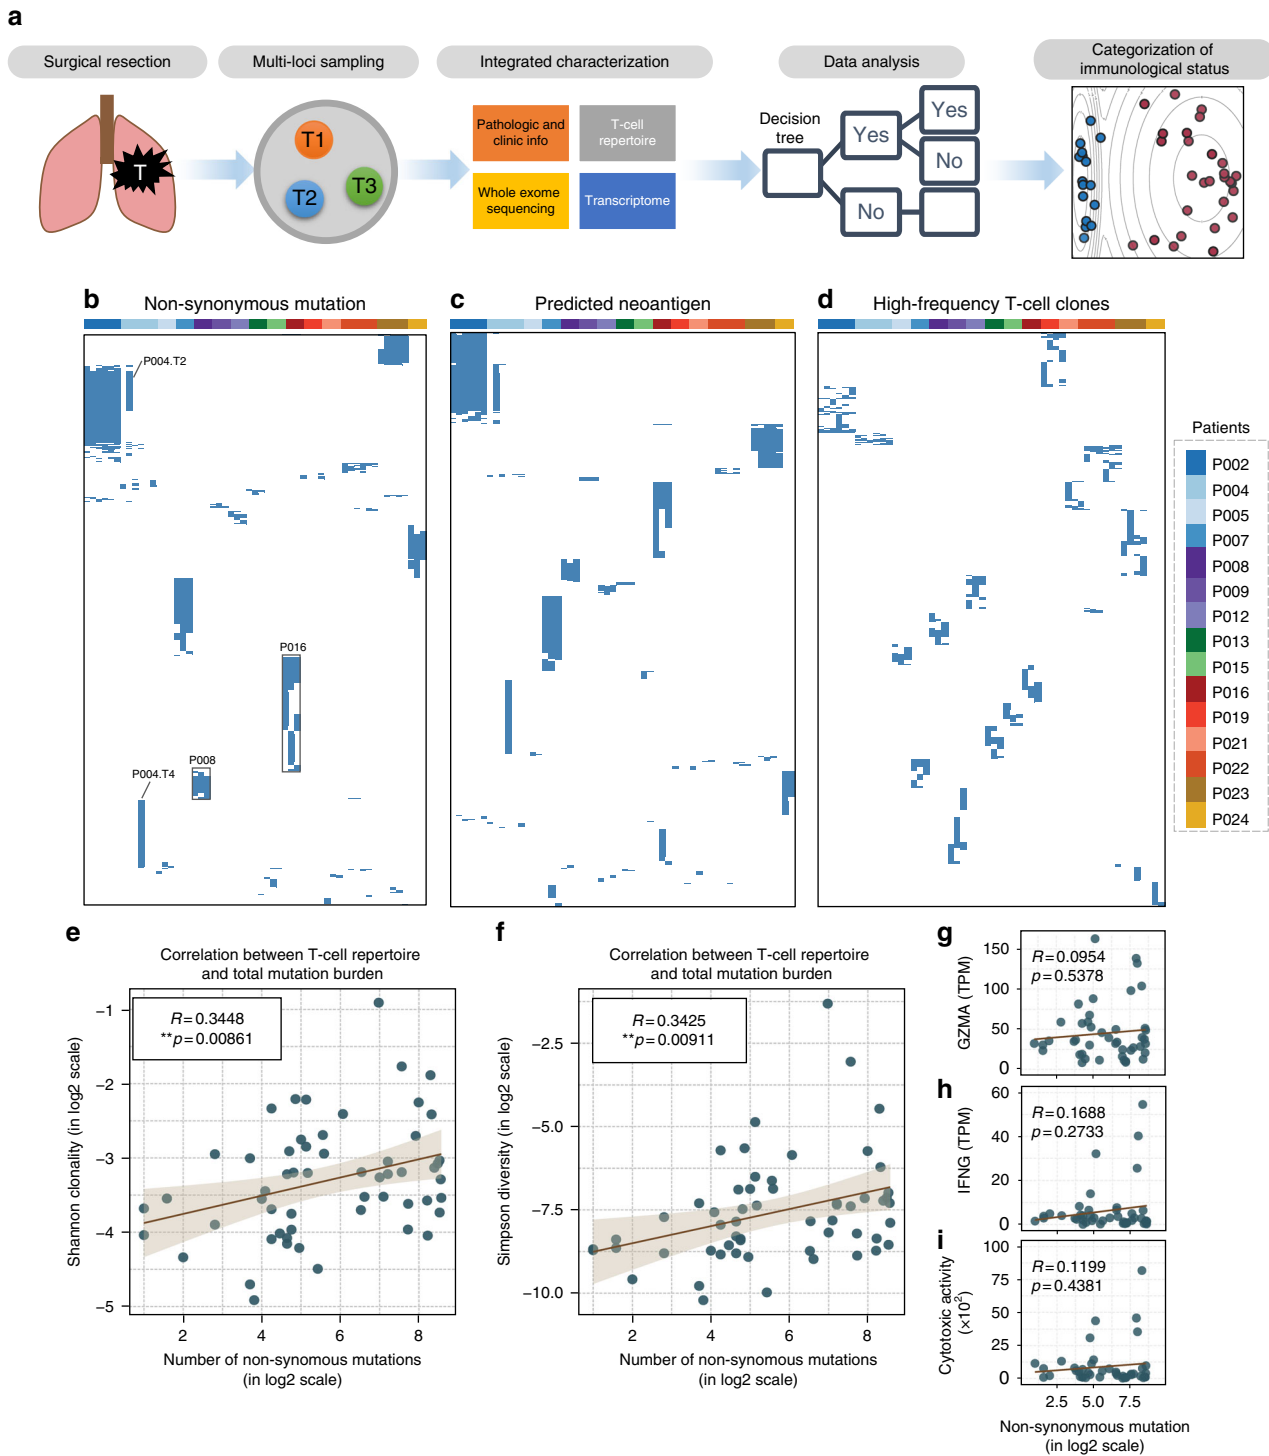 a
Surgical resection
Multi-loci sampling
Integrated characterization
Data analysis
Categorization of
immunological status
T
T1
T2
T3
Pathologic and
clinic info
T-cell
repertoire
Whole exome
sequencing
Transcriptome
Decision
tree
Yes
No
Yes
No
b
Non-synonymous mutation
P004.T2
P016
P008
P004.T4
c
Predicted neoantigen
d
High-frequency T-cell clones
Patients
P002
P004
P005
P007
P008
P009
P012
P013
P015
P016
P019
P021
P022
P023
P024
e
Correlation between T-cell repertoire
and total mutation burden
R=0.3448
**p=0.00861
Shannon clonality (in log2 scale)
−1
−2
−3
−4
−5
2 4 6 8
Number of non-synomous mutations
(in log2 scale)
f
Correlation between T-cell repertoire
and total mutation burden
R=0.3425
**p=0.00911
Simpson diversity (in log2 scale)
−2.5
−5.0
−7.5
−10.0
2 4 6 8
Number of non-synomous mutations
(in log2 scale)
g
R=0.0954
p=0.5378
GZMA (TPM)
150
100
50
0
h
R=0.1688
p=0.2733
IFNG (TPM)
60
40
20
0
i
R=0.1199
p=0.4381
Cytotoxic activity
(×10²)
100
75
50
25
0
2.5 5.0 7.5
Non-synonymous mutation
(in log2 scale)